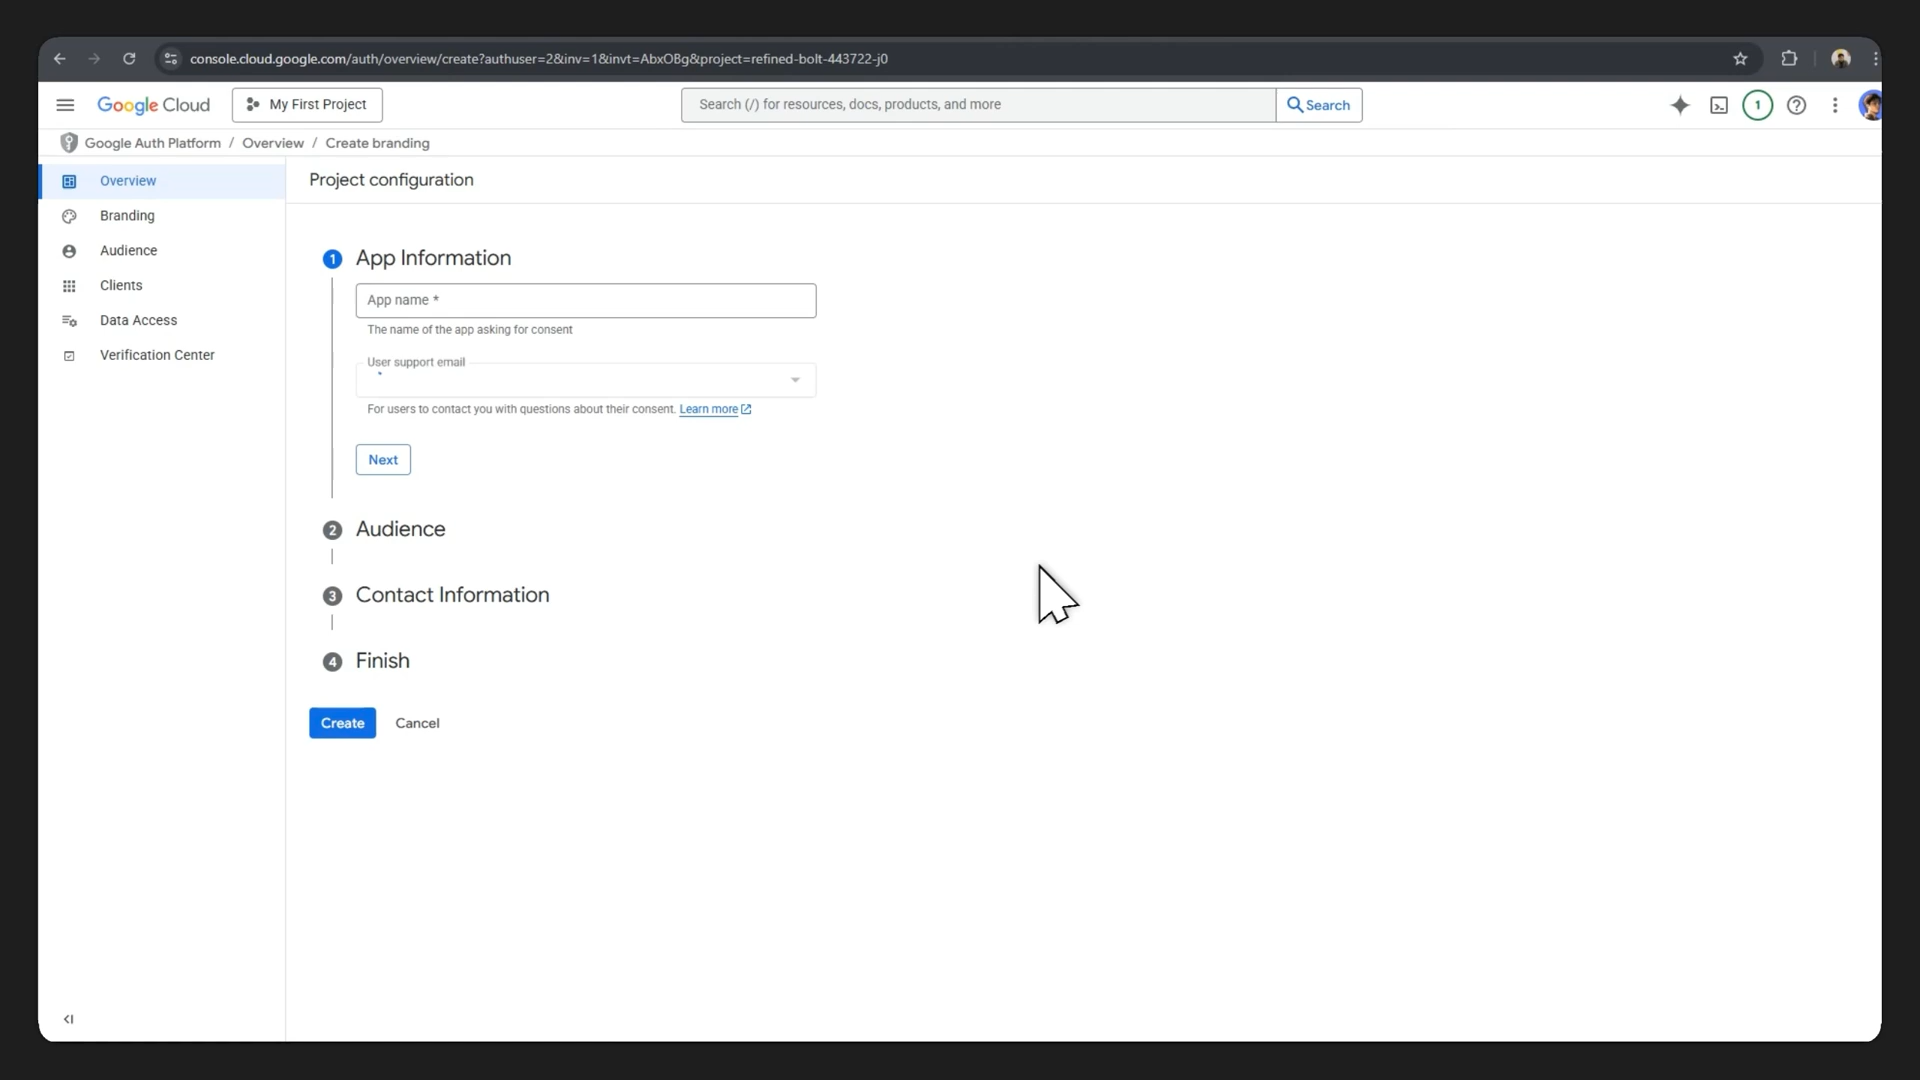 console.cloud.google.com/auth/overview/create?authuser=2&inv=1&invt=AbxOBg&project=refined-bolt-443722-j0
Google Cloud
My First Project
Search (/) for resources, docs, products, and more
Search
1
Google Auth Platform / Overview / Create branding
Overview
Branding
Audience
Clients
Data Access
Verification Center
Project configuration
1 App Information
App name *
The name of the app asking for consent
User support email
For users to contact you with questions about their consent. Learn more
Next
2 Audience
3 Contact Information
4 Finish
Create Cancel